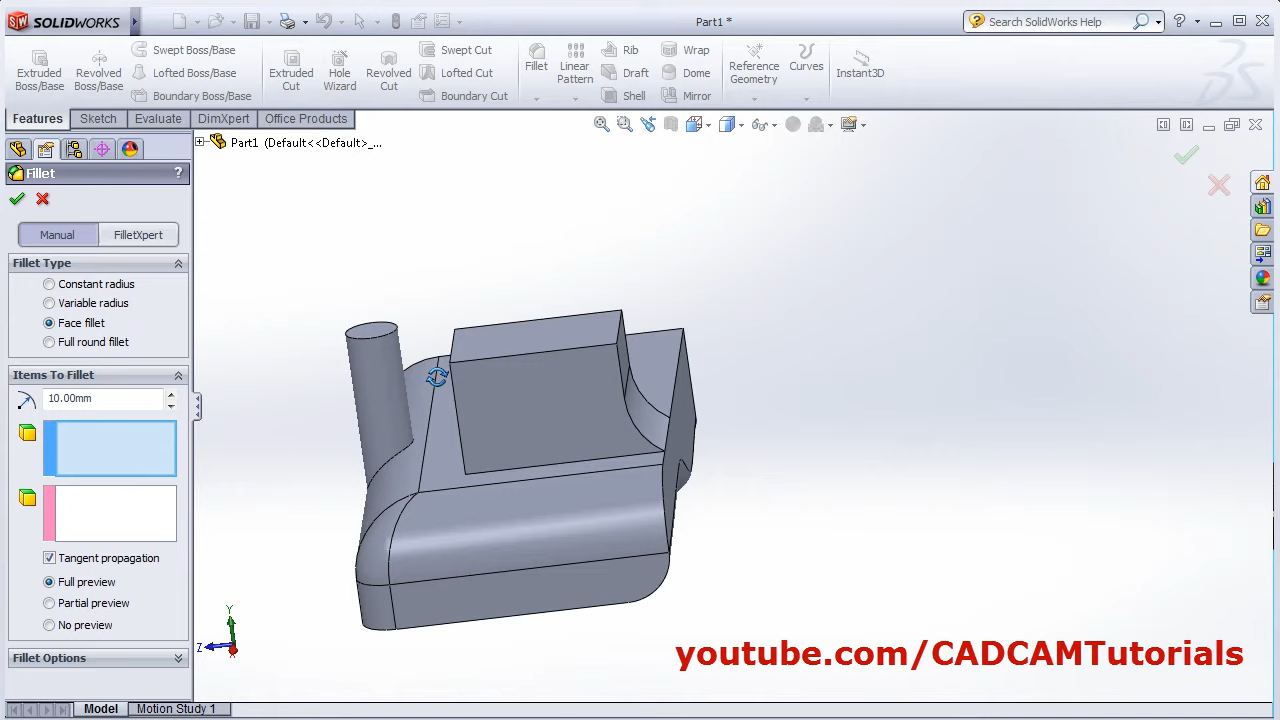 SOLIDWORKS
Part1 *
Search SolidWorks Help
Extruded Boss/Base
Revolved Boss/Base
Swept Boss/Base
Lofted Boss/Base
Boundary Boss/Base
Extruded Cut
Hole Wizard
Revolved Cut
Swept Cut
Lofted Cut
Boundary Cut
Fillet
Linear Pattern
Rib
Draft
Shell
Wrap
Dome
Mirror
Reference Geometry
Curves
Instant3D
Features
Sketch
Evaluate
DimXpert
Office Products
Part1 (Default<<Default>_...
Fillet
?
Manual
FilletXpert
Fillet Type
Constant radius
Variable radius
Face fillet
Full round fillet
Items To Fillet
10.00mm
Tangent propagation
Full preview
Partial preview
No preview
Fillet Options
Y
Z
X
youtube.com/CADCAMTutorials
Model
Motion Study 1